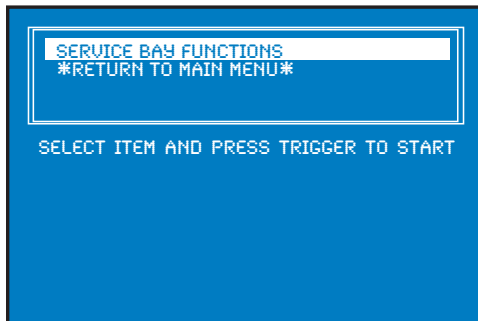 SERVICE BAY FUNCTIONS
*RETURN TO MAIN MENU*
SELECT ITEM AND PRESS TRIGGER TO START